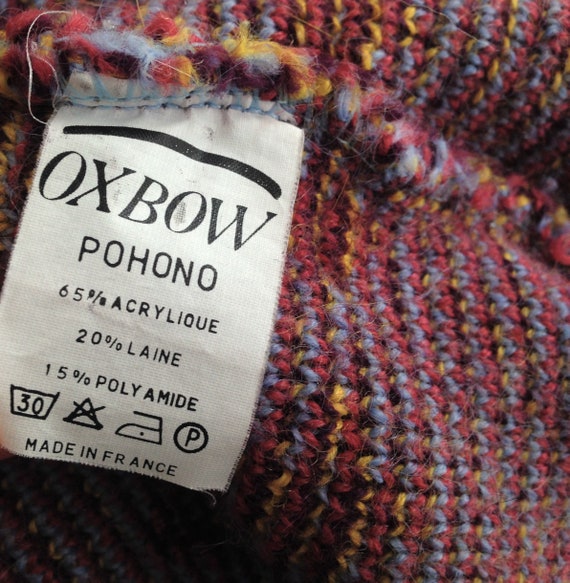 OXBOW
POHONO
65% ACRYLIQUE
20% LAINE
15% POLYAMIDE
30 P
MADE IN FRANCE